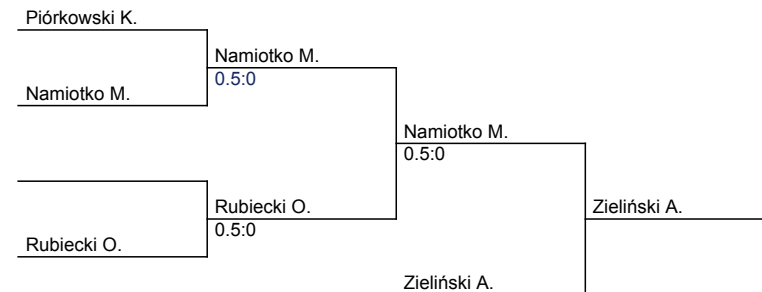 Piórkowski K.
Namiotko M.
0.5:0
Namiotko M.
Namiotko M.
0.5:0
Rubiecki O.
0.5:0
Zieliński A.
Rubiecki O.
Zieliński A.